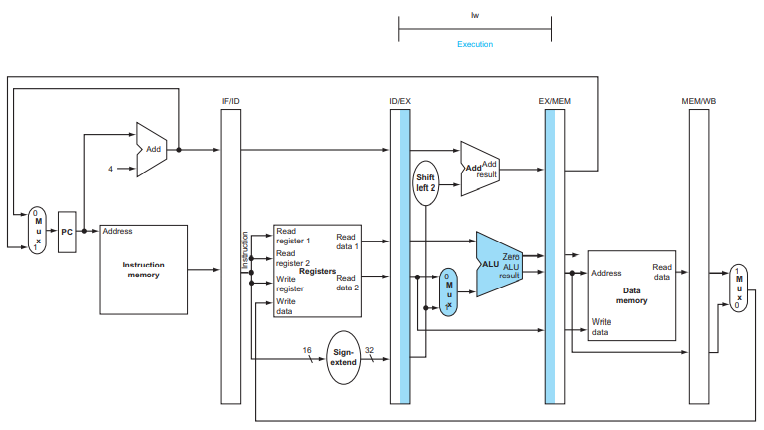 lw
Execution
IF/ID
ID/EX
EX/MEM
MEM/WB
Add
4
Shift
left 2
Add
Add
result
0
M
u
x
1
PC
Address
Instruction
memory
Instruction
Read
register 1
Read
register 2
Registers
Write
register
Write
data
Read
data 1
Read
data 2
16
Sign-
extend
32
0
M
u
x
1
ALU
Zero
ALU
result
Address
Read
data
Data
memory
Write
data
1
M
u
x
0